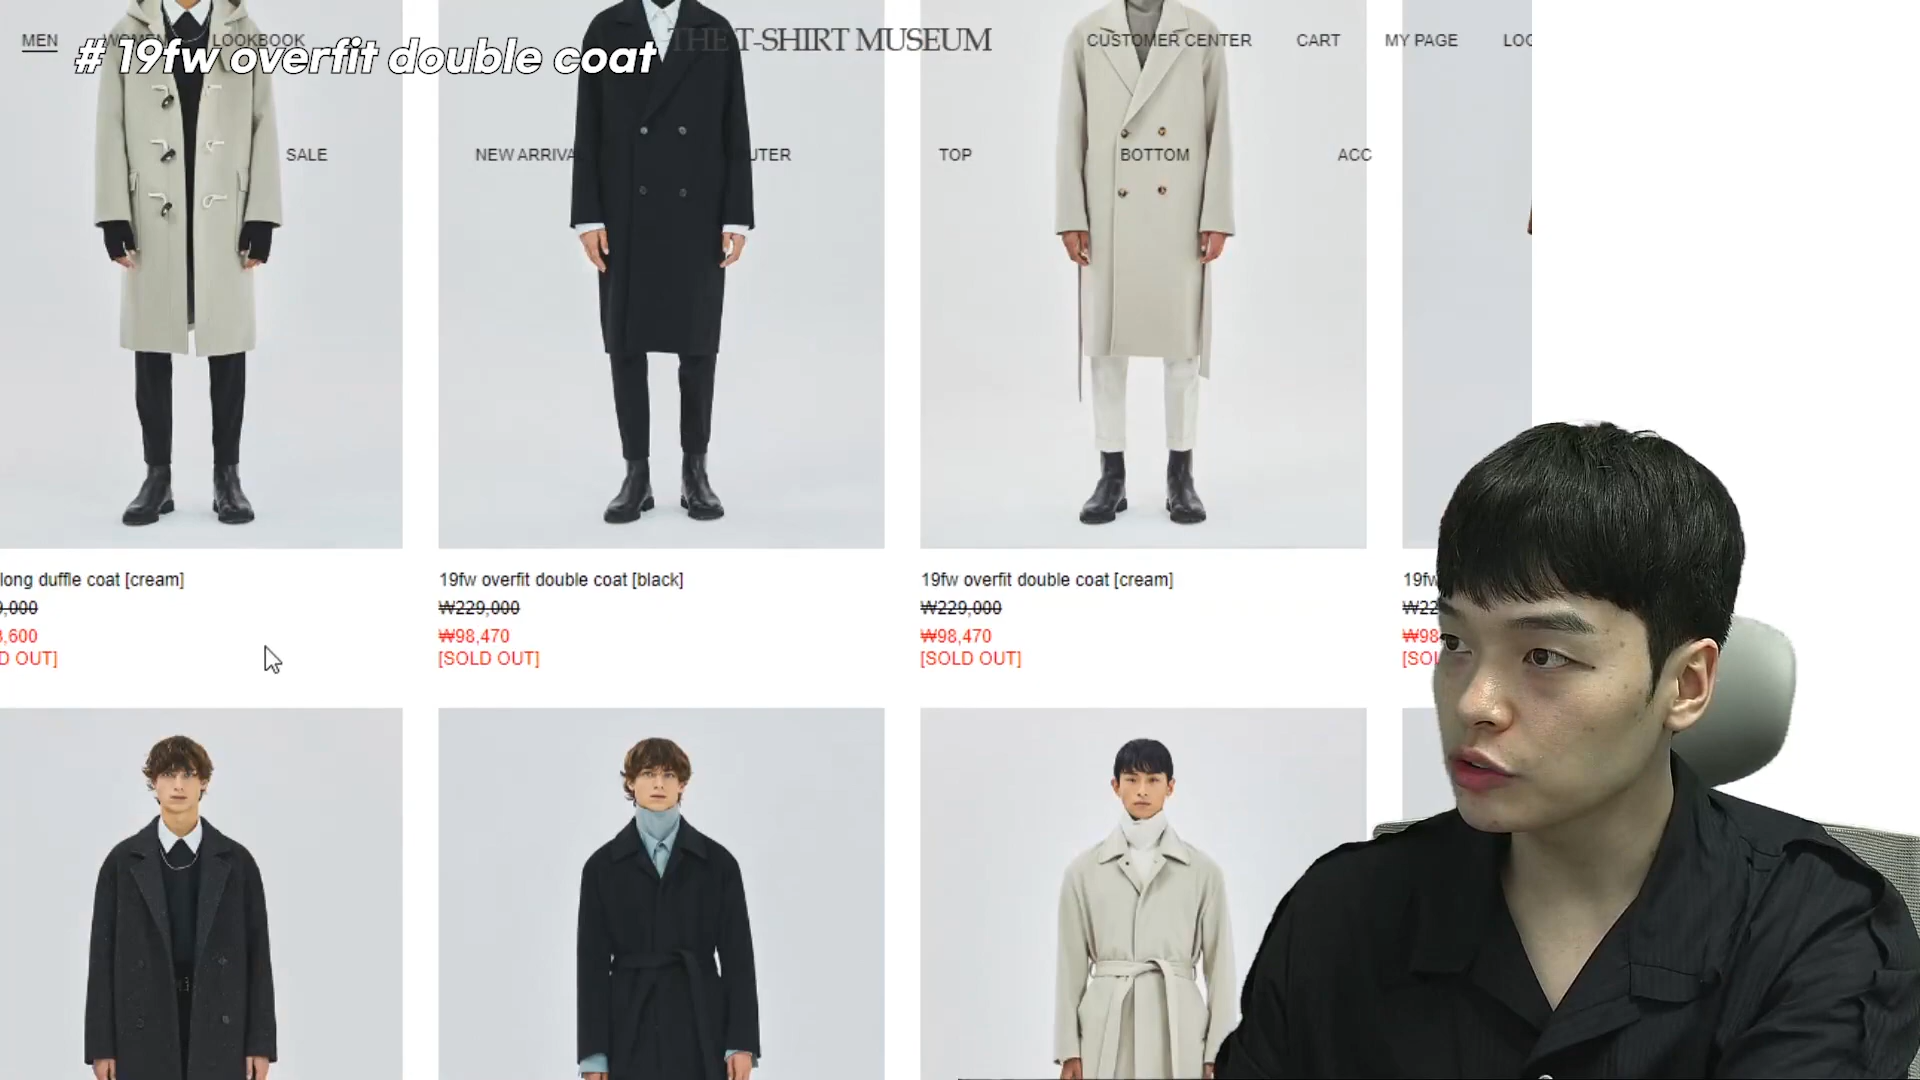 MEN WOMEN LOOKBOOK
# 19fw overfit double coat
THE T-SHIRT MUSEUM
CUSTOMER CENTER CART MY PAGE
SALE
TOP BOTTOM ACC
long duffle coat [cream]
19fw overfit double coat [black]
19fw overfit double coat [cream]
19fw
₩229,000
₩229,000
₩98,470
₩98,470
OUT]
[SOLD OUT]
[SOLD OUT]